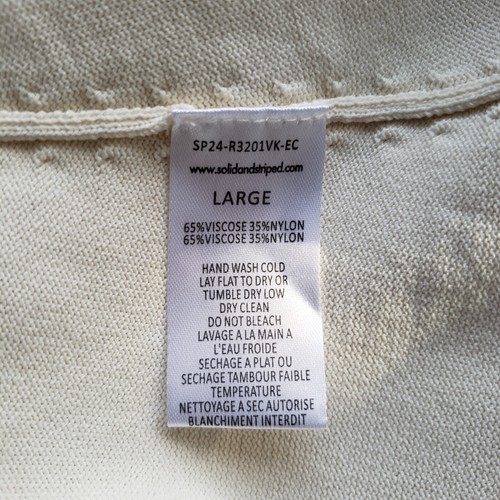 SP24-R3201VK-EC
www.solidandstriped.com
LARGE
65%VISCOSE 35%NYLON
65%VISCOSE 35%NYLON
HAND WASH COLD
LAY FLAT TO DRY OR
TUMBLE DRY LOW
DRY CLEAN
DO NOT BLEACH
LAVAGE A LA MAIN A
L'EAU FROIDE
SECHAGE A PLAT OU
SECHAGE TAMBOUR FAIBLE
TEMPERATURE
NETTOYAGE A SEC AUTORISE
BLANCHIMENT INTERDIT